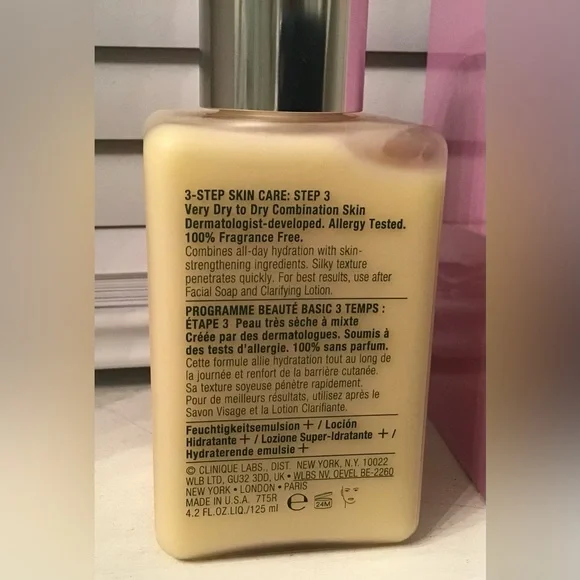 3-STEP SKIN CARE: STEP 3
Very Dry to Dry Combination Skin
Dermatologist-developed. Allergy Tested.
100% Fragrance Free.
Combines all-day hydration with skin-
strengthening ingredients. Silky texture
penetrates quickly. For best results, use after
Facial Soap and Clarifying Lotion.
PROGRAMME BEAUTÉ BASIC 3 TEMPS :
ÉTAPE 3 Peau très sèche à mixte
Créée par des dermatologues. Soumis à
des tests d'allergie. 100% sans parfum.
Cette formule allie hydratation tout au long de
la journée et renfort de la barrière cutanée.
Sa texture soyeuse pénètre rapidement.
Pour de meilleurs résultats, utilisez après le
Savon Visage et la Lotion Clarifiante.
Feuchtigkeitsemulsion + / Loción
Hidratante + / Lozione Super-Idratante + /
Hydraterende emulsie +
© CLINIQUE LABS., DIST. NEW YORK, N.Y. 10022
WLB LTD, GU32 3DD, UK • WLBS NV. OEVEL BE-2260
NEW YORK • LONDON • PARIS
MADE IN U.S.A. 7T5R
4.2 FL.OZ.LIQ./125 ml e 24M